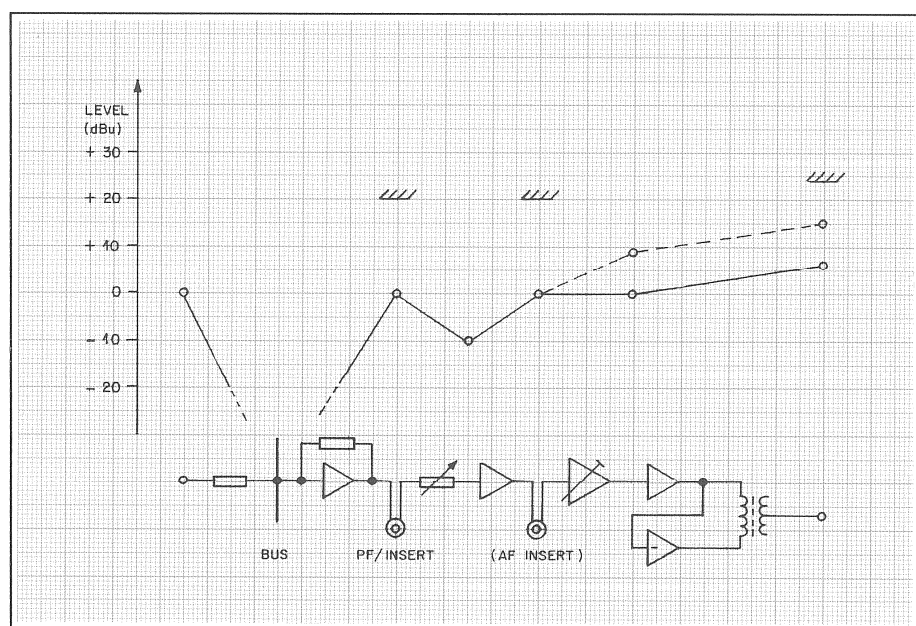 LEVEL
(dBu)
+ 30
+ 20
+ 10
0
- 10
- 20
BUS
PF/INSERT
(AF INSERT)